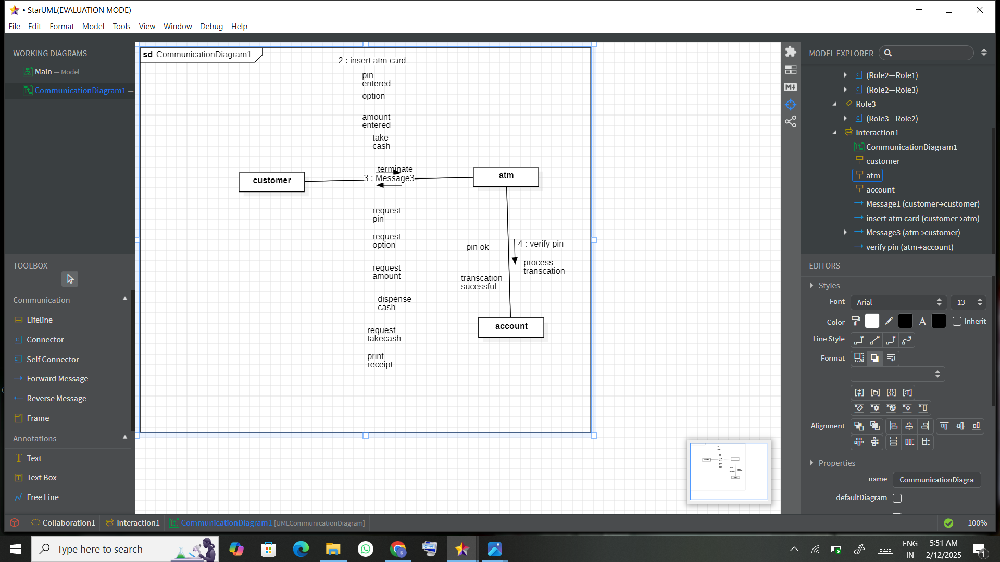 • StarUML(EVALUATION MODE)
File Edit Format Model Tools View Window Debug Help
WORKING DIAGRAMS
Main — Model
CommunicationDiagram1 —
TOOLBOX
Communication
Lifeline
Connector
Self Connector
Forward Message
Reverse Message
Frame
Annotations
Text
Text Box
Free Line
sd CommunicationDiagram1
2 : insert atm card
pin
entered
option
amount
entered
take
cash
terminate
3 : Message3
customer
atm
request
pin
request
option
request
amount
dispense
cash
request
takecash
print
receipt
pin ok
4 : verify pin
process
transcation
transcation
sucessful
account
MODEL EXPLORER
(Role2—Role1)
(Role2—Role3)
Role3
(Role3—Role2)
Interaction1
CommunicationDiagram1
customer
atm
account
Message1 (customer→customer)
insert atm card (customer→atm)
Message3 (atm→customer)
verify pin (atm→account)
EDITORS
Styles
Font Arial 13
Color A Inherit
Line Style
Format
Alignment
Properties
name CommunicationDiagra
defaultDiagram
Collaboration1 Interaction1 CommunicationDiagram1 [UMLCommunicationDiagram] 100%
Type here to search
ENG
IN
5:51 AM
2/12/2025
1